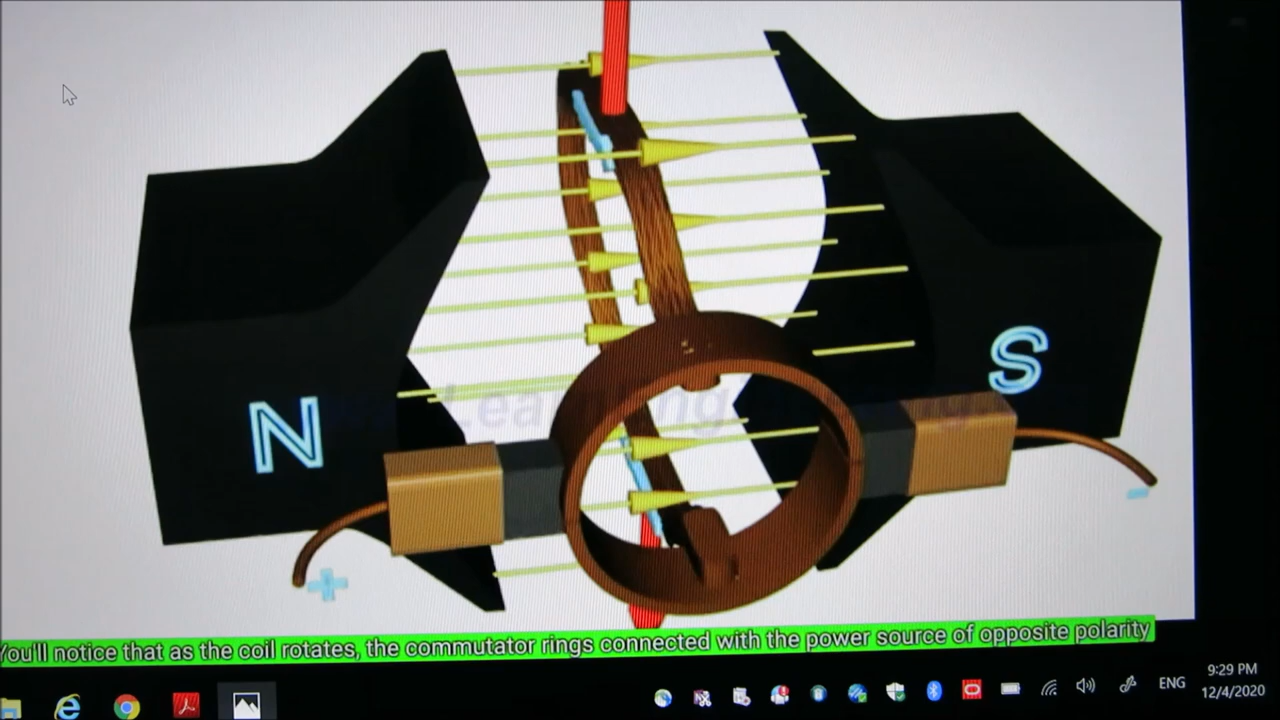 N
S
+
-
You'll notice that as the coil rotates, the commutator rings connected with the power source of opposite polarity
ENG
9:29 PM
12/4/2020